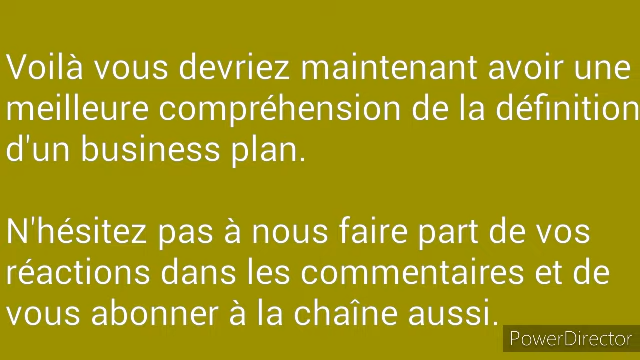 Voilà vous devriez maintenant avoir une
meilleure compréhension de la définition
d'un business plan.
N'hésitez pas à nous faire part de vos
réactions dans les commentaires et de
vous abonner à la chaîne aussi.
PowerDirector